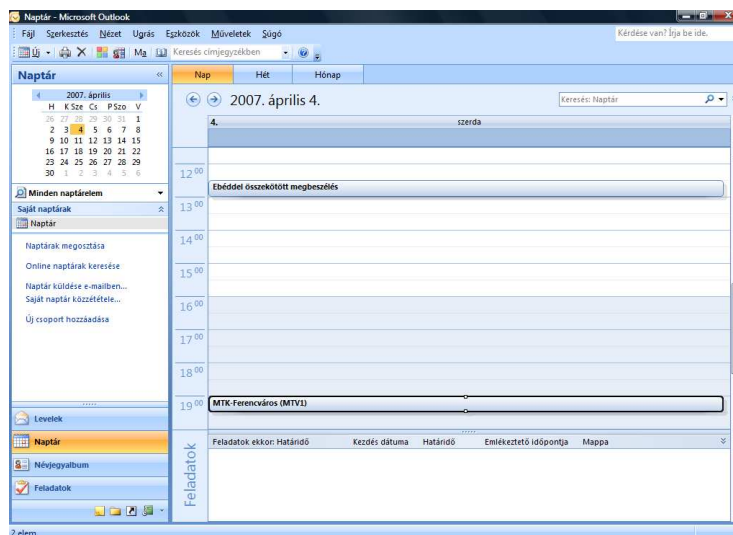 Naptár - Microsoft Outlook
Fájl Szerkesztés Nézet Ugrás Eszközök Műveletek Súgó
Kérdése van? Írja be ide.
Új Ma Keresés címjegyzékben
Naptár «
2007. április
H K Sze Cs P Szo V
26 27 28 29 30 31 1
2 3 4 5 6 7 8
9 10 11 12 13 14 15
16 17 18 19 20 21 22
23 24 25 26 27 28 29
30 1 2 3 4 5 6
Minden naptárelem
Saját naptárak
Naptár
Naptárak megosztása
Online naptárak keresése
Naptár küldése e-mailben...
Saját naptár közzététele...
Új csoport hozzáadása
Levelek
Naptár
Névjegyalbum
Feladatok
Nap Hét Hónap
2007. április 4.
Keresés: Naptár
4. szerda
12 00
Ebéddel összekötött megbeszélés
13 00
14 00
15 00
16 00
17 00
18 00
19 00
MTK-Ferencváros (MTV1)
Feladatok
Feladatok ekkor: Határidő Kezdés dátuma Határidő Emlékeztető időpontja Mappa
2 elem